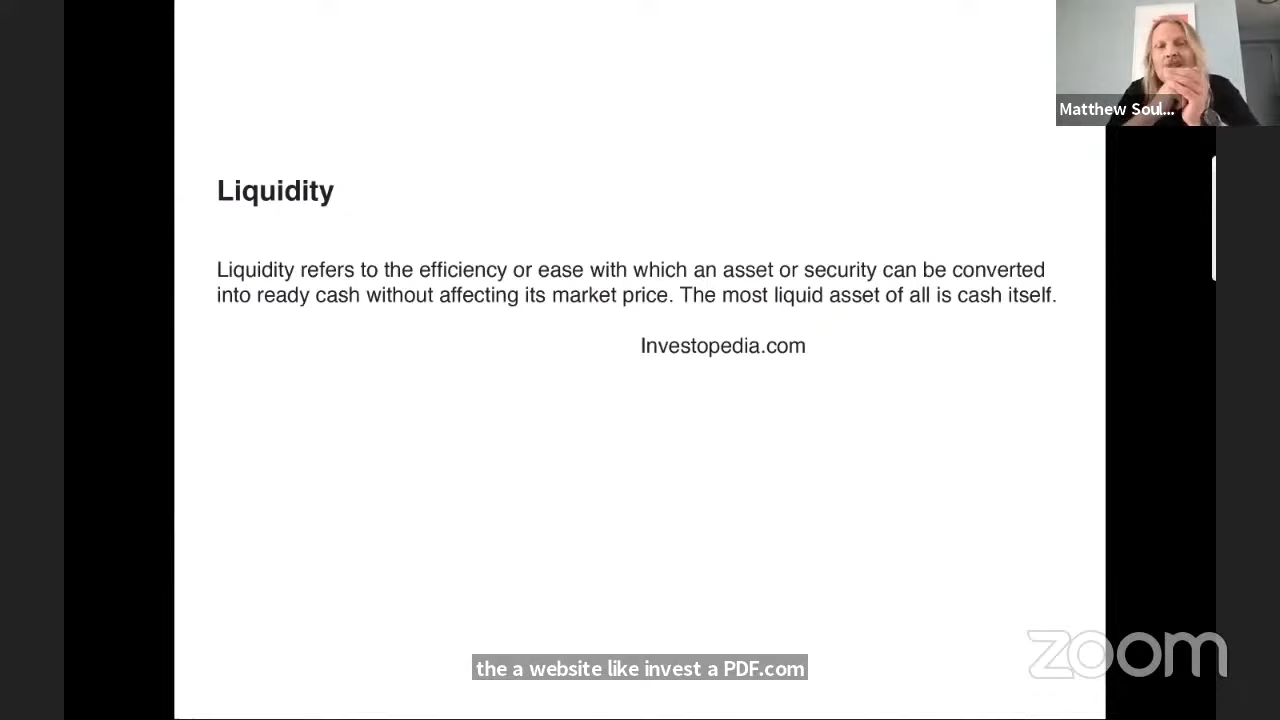 Matthew Soul...
Liquidity
Liquidity refers to the efficiency or ease with which an asset or security can be converted
into ready cash without affecting its market price. The most liquid asset of all is cash itself.
Investopedia.com
zoom
the a website like invest a PDF.com